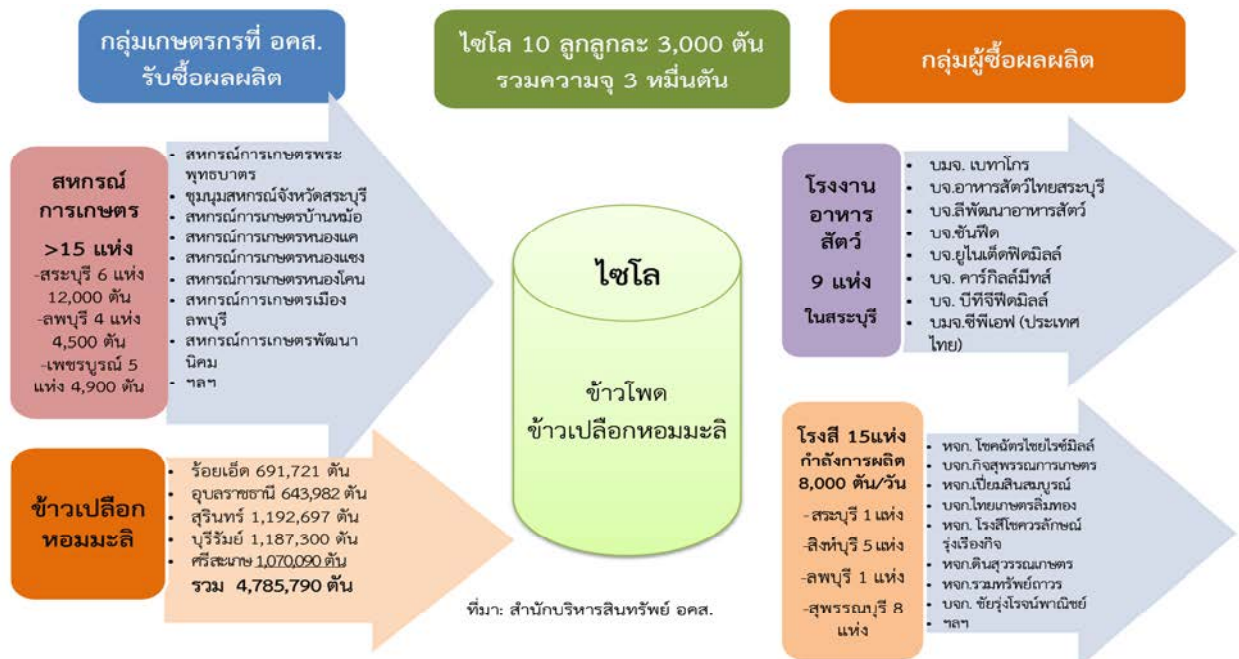 กลุ่มเกษตรกรที่ อคส.
รับซื้อผลผลิต
ไซโล 10 ลูกลูกละ 3,000 ตัน
รวมความจุ 3 หมื่นตัน
กลุ่มผู้ซื้อผลผลิต
สหกรณ์
การเกษตร
>15 แห่ง
-สระบุรี 6 แห่ง
12,000 ตัน
-ลพบุรี 4 แห่ง
4,500 ตัน
-เพชรบูรณ์ 5
แห่ง 4,900 ตัน
- สหกรณ์การเกษตรพระ
พุทธบาตร
- ชุมนุมสหกรณ์จังหวัดสระบุรี
- สหกรณ์การเกษตรบ้านหม้อ
- สหกรณ์การเกษตรหนองแค
- สหกรณ์การเกษตรหนองแซง
- สหกรณ์การเกษตรหนองโดน
- สหกรณ์การเกษตรเมือง
ลพบุรี
- สหกรณ์การเกษตรพัฒนา
นิคม
- ฯลฯ
ข้าวเปลือก
หอมมะลิ
• ร้อยเอ็ด 691,721 ตัน
• อุบลราชธานี 643,982 ตัน
• สุรินทร์ 1,192,697 ตัน
• บุรีรัมย์ 1,187,300 ตัน
• ศรีสะเกษ 1,070,090 ตัน
รวม 4,785,790 ตัน
ไซโล
ข้าวโพด
ข้าวเปลือกหอมมะลิ
ที่มา: สำนักบริหารสินทรัพย์ อคส.
โรงงาน
อาหาร
สัตว์
9 แห่ง
ในสระบุรี
• บมจ. เบทาโกร
• บจ.อาหารสัตว์ไทยสระบุรี
• บจ.ลีพัฒนาอาหารสัตว์
• บจ.ซันฟีด
• บจ.ยูไนเต็ดฟิดมิลล์
• บจ. คาร์กิลล์มีทส์
• บจ. บีทีจีฟีดมิลล์
• บมจ.ซีพีเอฟ (ประเทศ
ไทย)
โรงสี 15แห่ง
กำลังการผลิต
8,000 ตัน/วัน
-สระบุรี 1 แห่ง
-สิงห์บุรี 5 แห่ง
-ลพบุรี 1 แห่ง
-สุพรรณบุรี 8
แห่ง
• หจก. โชคฉัตรไชยไรซ์มิลล์
• บจก.กิจสุพรรณการเกษตร
• หจก.เปี่ยมสินสมบูรณ์
• บจก.ไทยเกษตรลิ่มทอง
• หจก. โรงสีโชควรลักษณ์
รุ่งเรืองกิจ
• หจก.ตินสุวรรณเกษตร
• หจก.รวมทรัพย์ถาวร
• บจก. ชัยรุ่งโรจน์พาณิชย์
• ฯลฯ